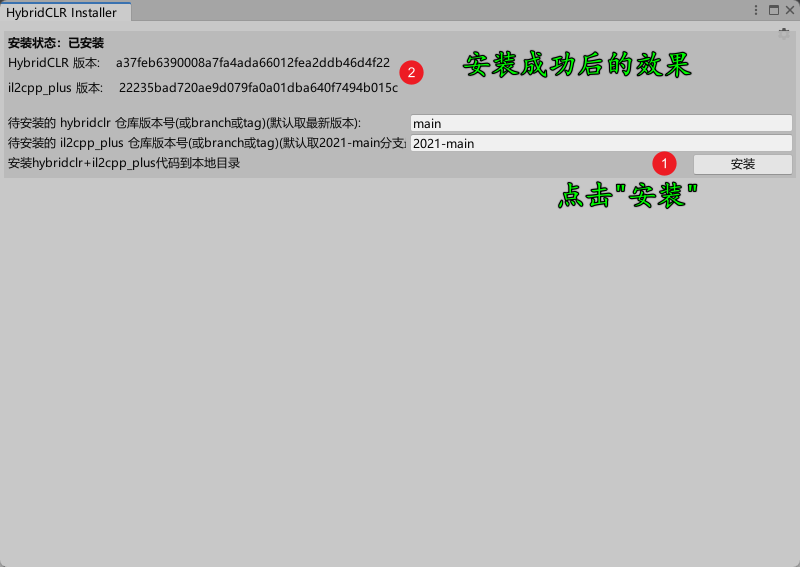 HybridCLR Installer
安装状态：已安装
HybridCLR 版本: a37feb6390008a7fa4ada66012fea2ddb46d4f22
2
安装成功后的效果
il2cpp_plus 版本: 22235bad720ae9d079fa0a01dba640f7494b015c
待安装的 hybridclr 仓库版本号(或branch或tag)(默认取最新版本): main
待安装的 il2cpp_plus 仓库版本号(或branch或tag)(默认取2021-main分支 2021-main
安装hybridclr+il2cpp_plus代码到本地目录
1
安装
点击"安装"